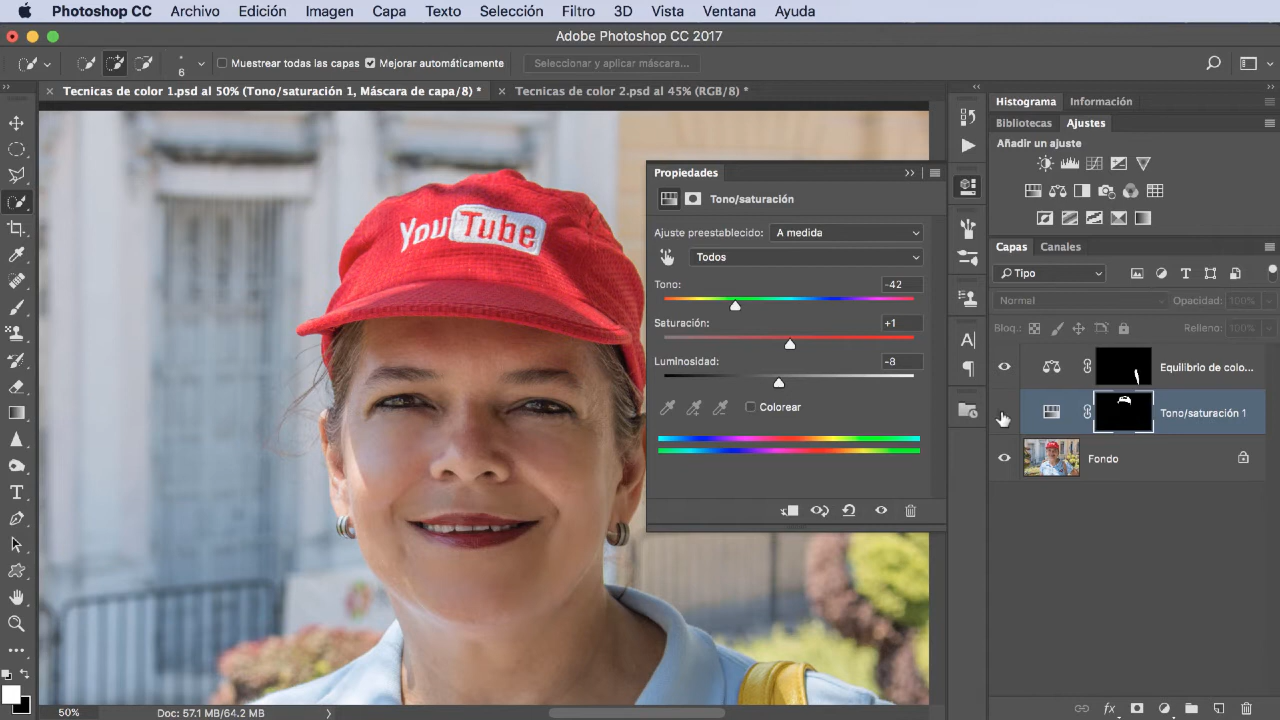 Photoshop CC Archivo Edición Imagen Capa Texto Selección Filtro 3D Vista Ventana Ayuda
Adobe Photoshop CC 2017
6 Muestrear todas las capas Mejorar automáticamente Seleccionar y aplicar máscara...
Tecnicas de color 1.psd al 50% (Tono/saturación 1, Máscara de capa/8) * Tecnicas de color 2.psd al 45% (RGB/8) *
Histograma Información
Bibliotecas Ajustes
Añadir un ajuste
Propiedades
Tono/saturación
Ajuste preestablecido: A medida
Todos
Tono: -42
Saturación: +1
Luminosidad: -8
Colorear
YouTube
Capas Canales
Tipo
Normal Opacidad: 100%
Bloq.: Relleno: 100%
Equilibrio de colo...
Tono/saturación 1
Fondo
50% Doc: 57.1 MB/64.2 MB